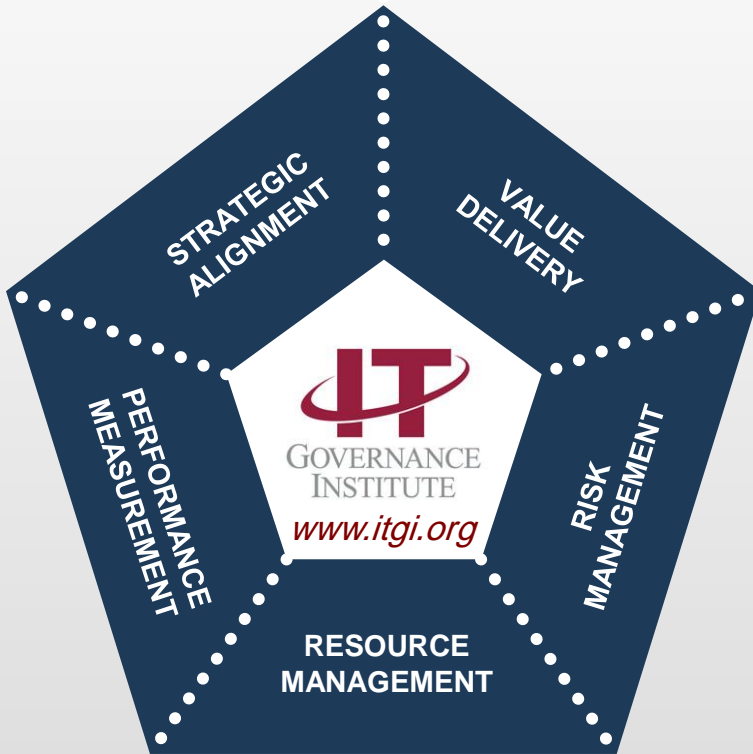 STRATEGIC
ALIGNMENT
VALUE
DELIVERY
PERFORMANCE
MEASUREMENT
IT
GOVERNANCE
INSTITUTE
www.itgi.org
RISK
MANAGEMENT
RESOURCE
MANAGEMENT